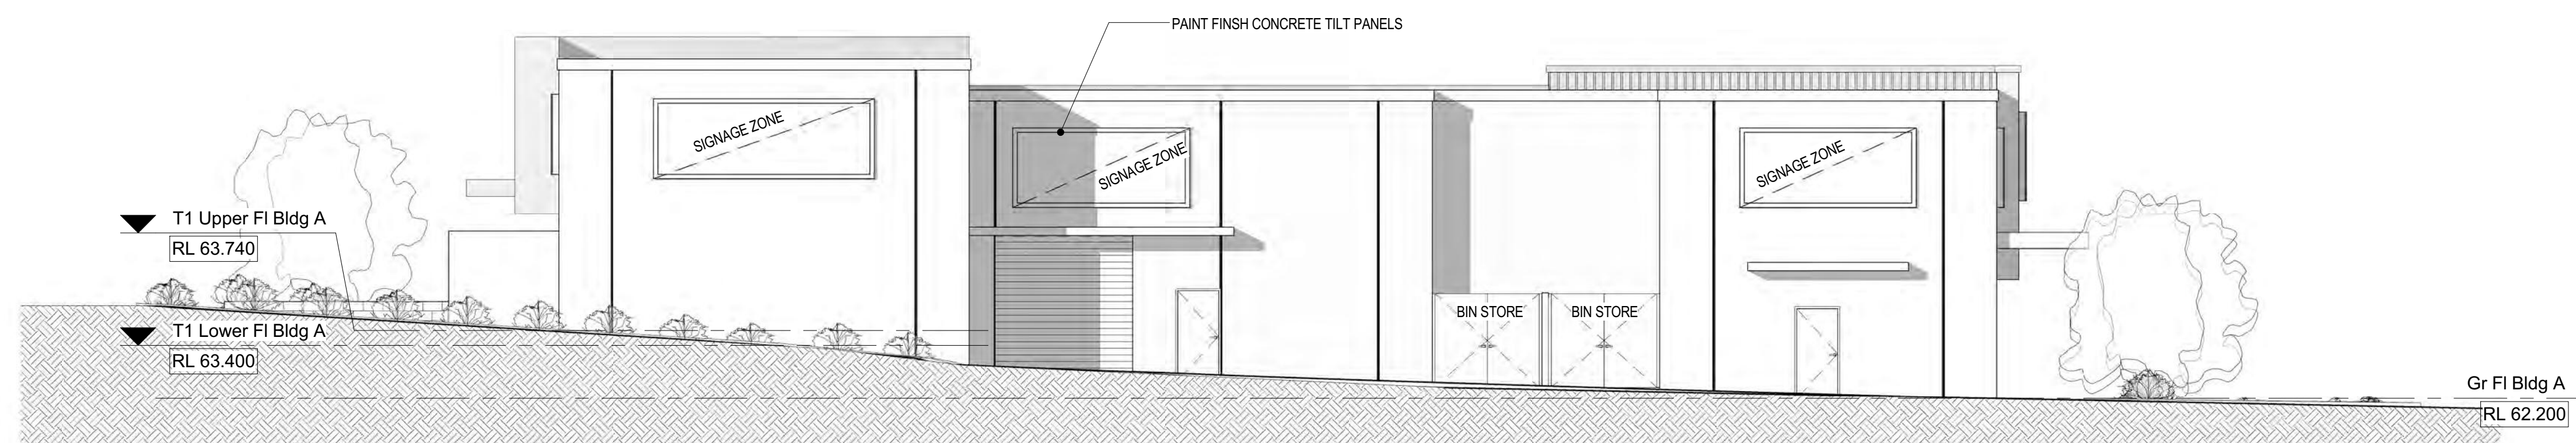 PAINT FINSH CONCRETE TILT PANELS
SIGNAGE ZONE
SIGNAGE ZONE
SIGNAGE ZONE
T1 Upper Fl Bldg A
RL 63.740
T1 Lower Fl Bldg A
RL 63.400
BIN STORE
BIN STORE
Gr Fl Bldg A
RL 62.200